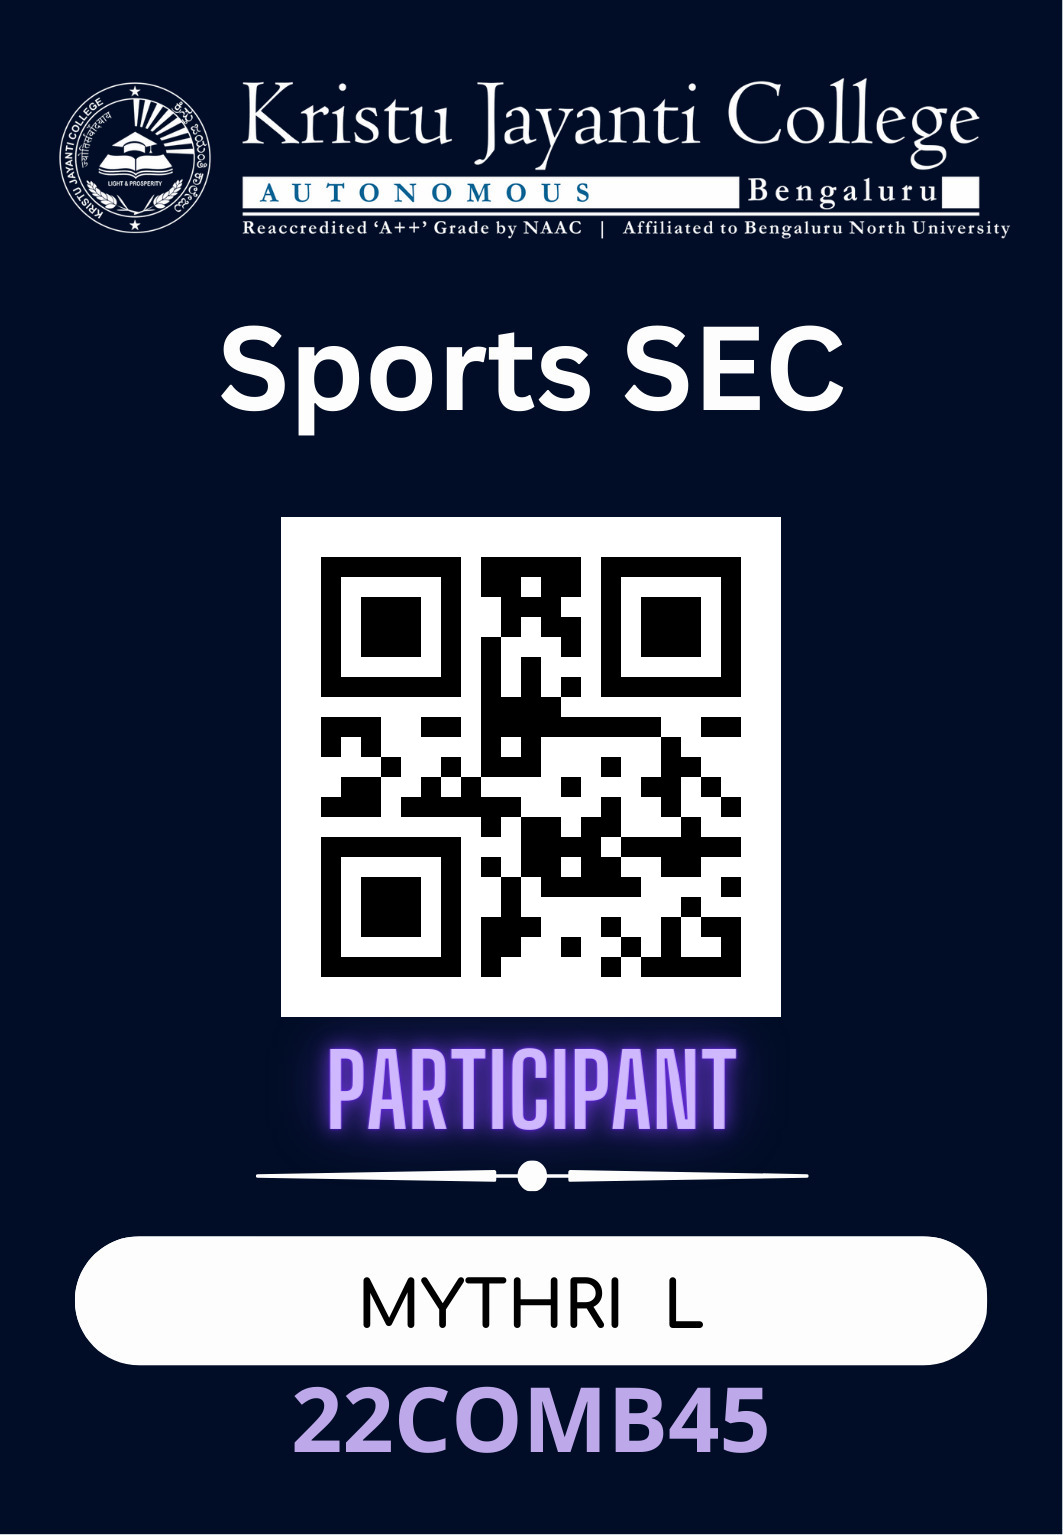 Kristu Jayanti College
AUTONOMOUS Bengaluru
Reaccredited ‘A++’ Grade by NAAC | Affiliated to Bengaluru North University
KRISTU JAYANTI COLLEGE
LIGHT & PROSPERITY
Sports SEC
PARTICIPANT
MYTHRI L
22COMB45